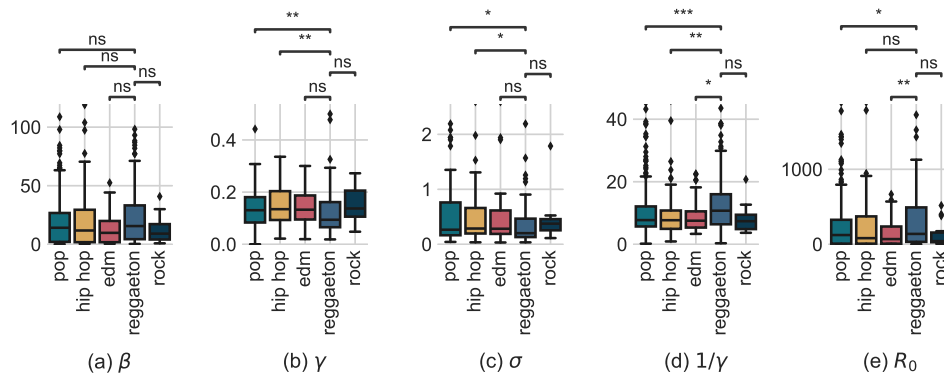 ns ns ns ns
** ** ns ns
* * ns ns
*** ** * ns
* ns ** ns
100 50 0
0.4 0.2 0.0
2 1 0
40 20 0
1000 0
pop hip hop edm reggaeton rock
pop hip hop edm reggaeton rock
pop hip hop edm reggaeton rock
pop hip hop edm reggaeton rock
pop hip hop edm reggaeton rock
(a) β (b) γ (c) σ (d) 1/γ (e) R₀